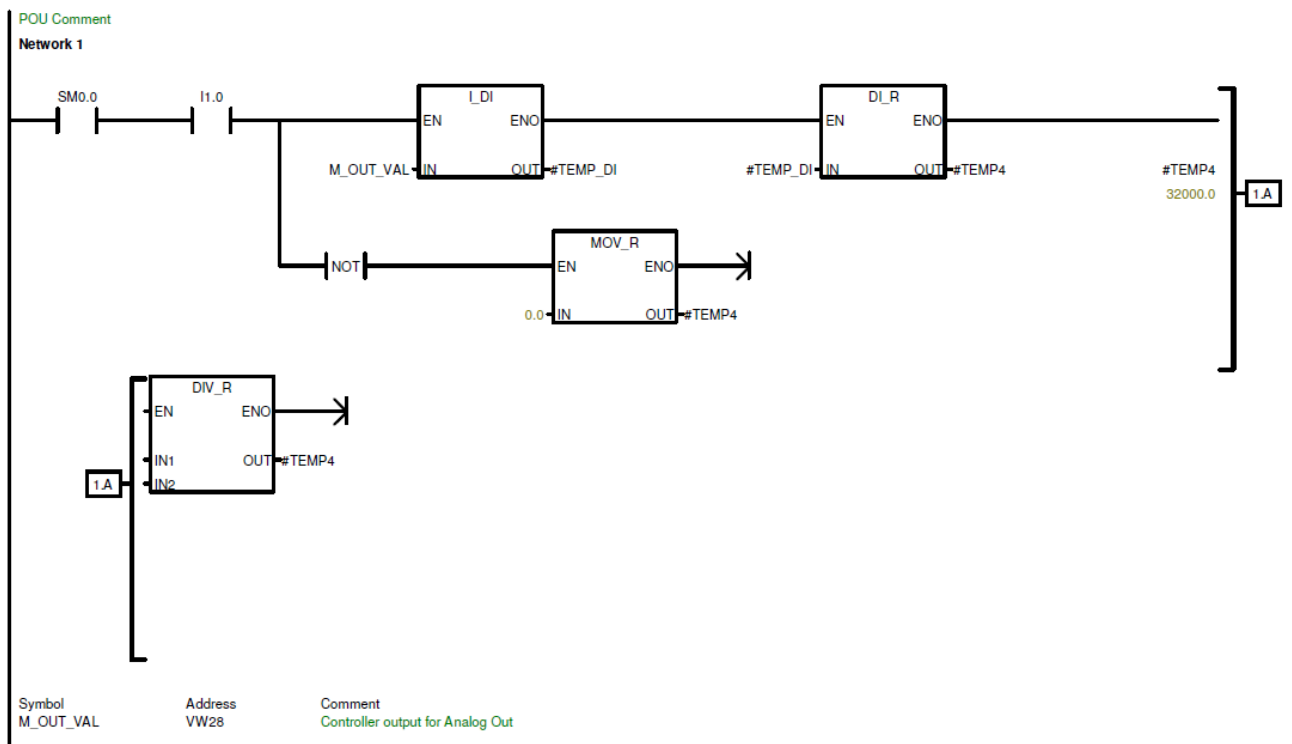 POU Comment
Network 1
SM0.0 I1.0 I_DI DI_R
EN ENO EN ENO
M_OUT_VAL IN OUT #TEMP_DI #TEMP_DI IN OUT #TEMP4 #TEMP4
32000.0 1.A
MOV_R
NOT EN ENO
0.0 IN OUT #TEMP4
DIV_R
EN ENO
IN1 OUT #TEMP4
1.A IN2
Symbol Address Comment
M_OUT_VAL VW28 Controller output for Analog Out